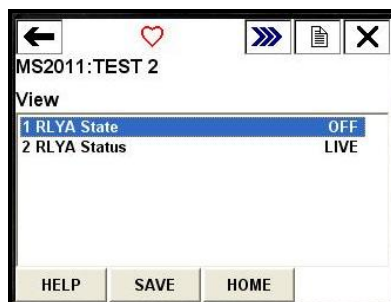 MS2011:TEST 2
View
1 RLYA State OFF
2 RLYA Status LIVE
HELP SAVE HOME